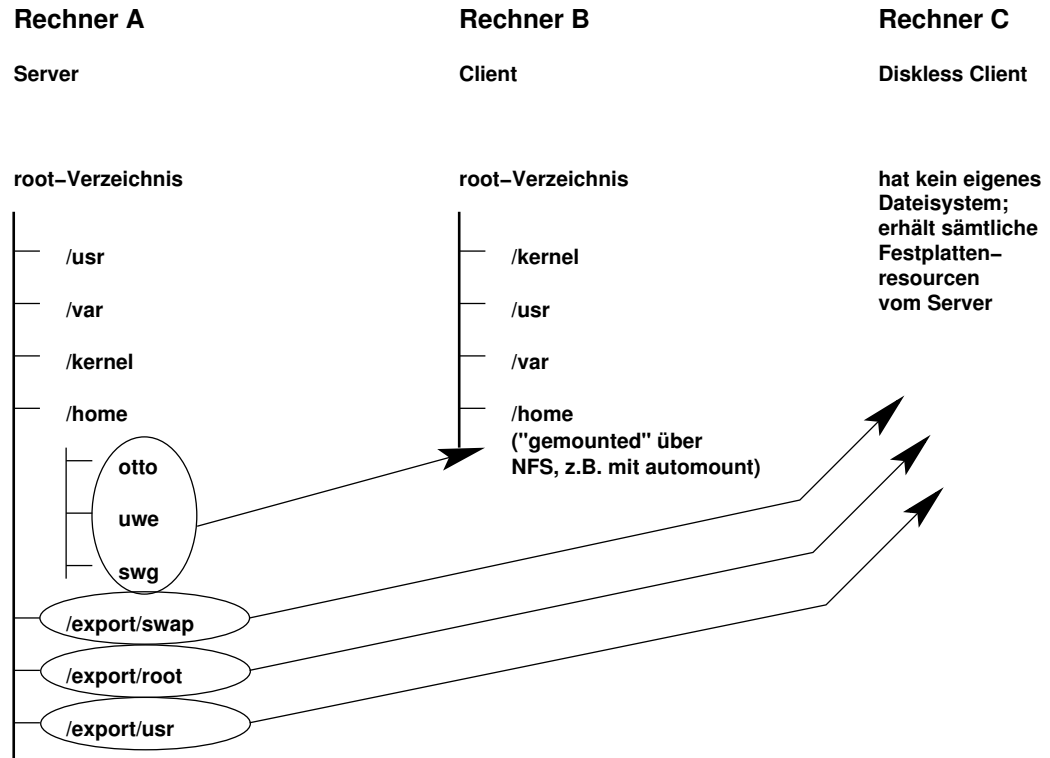 Rechner A
Server
root−Verzeichnis
/usr
/var
/kernel
/home
otto
uwe
swg
/export/swap
/export/root
/export/usr
Rechner B
Client
root−Verzeichnis
/kernel
/usr
/var
/home
("gemounted" über
NFS, z.B. mit automount)
Rechner C
Diskless Client
hat kein eigenes
Dateisystem;
erhält sämtliche
Festplatten−
resourcen
vom Server